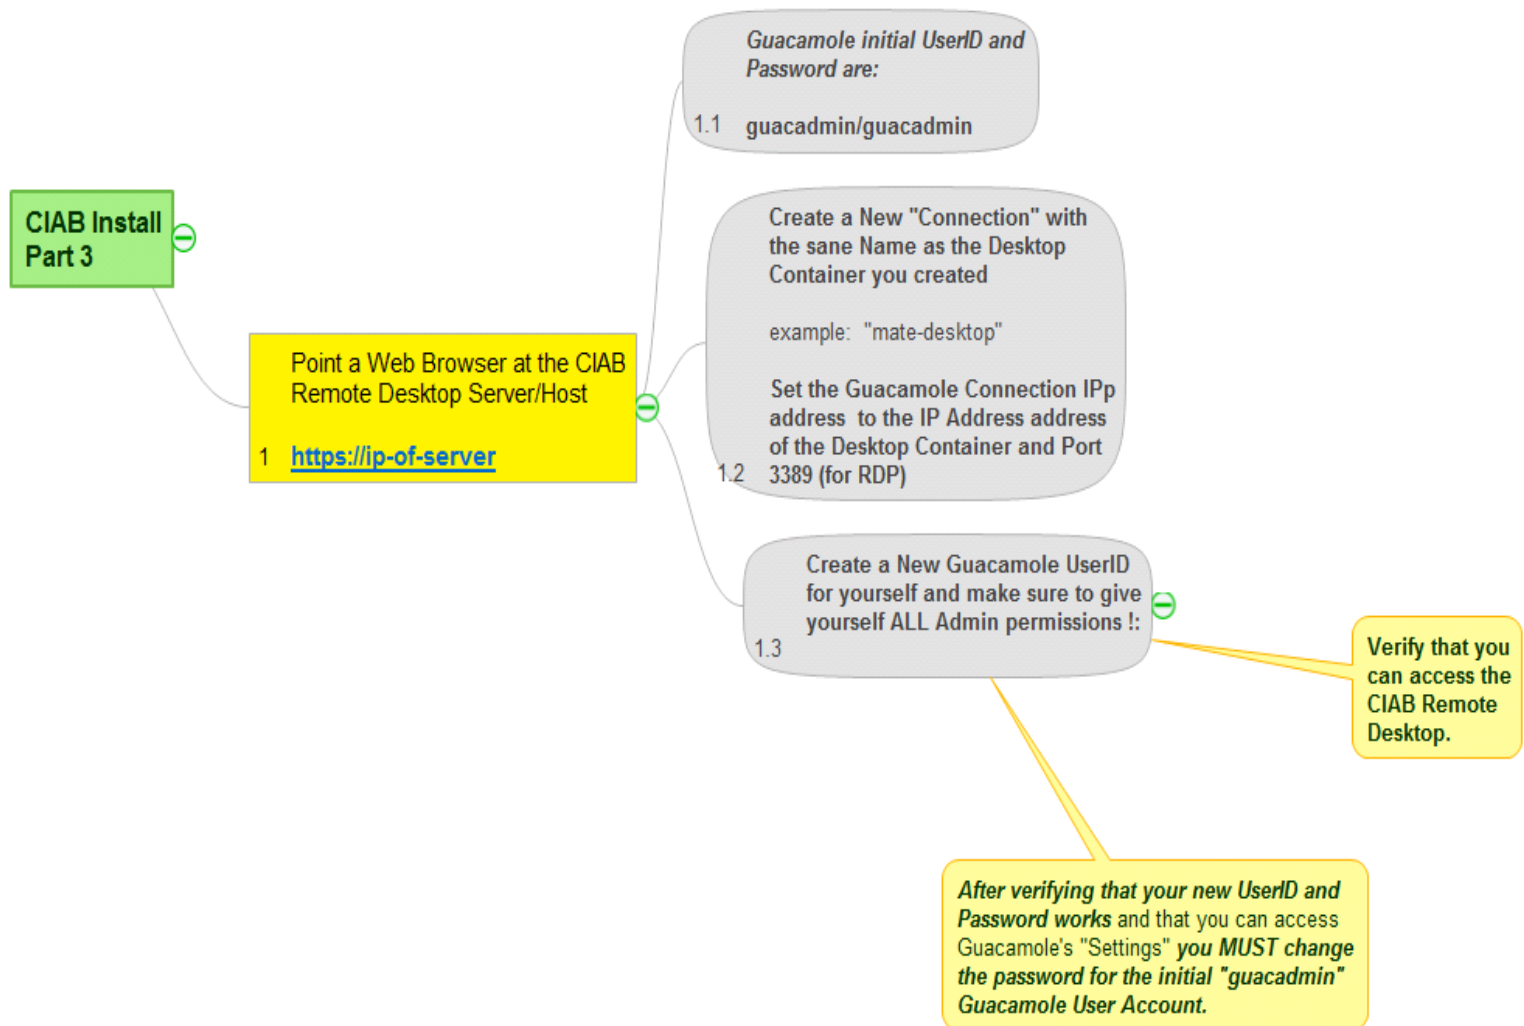 CIAB Install
Part 3
Point a Web Browser at the CIAB
Remote Desktop Server/Host
1 https://ip-of-server
Guacamole initial UserID and
Password are:
1.1 guacadmin/guacadmin
Create a New "Connection" with
the sane Name as the Desktop
Container you created
example: "mate-desktop"
Set the Guacamole Connection IPp
address to the IP Address address
of the Desktop Container and Port
1.2 3389 (for RDP)
Create a New Guacamole UserID
for yourself and make sure to give
yourself ALL Admin permissions !:
1.3
Verify that you
can access the
CIAB Remote
Desktop.
After verifying that your new UserID and
Password works and that you can access
Guacamole's "Settings" you MUST change
the password for the initial "guacadmin"
Guacamole User Account.